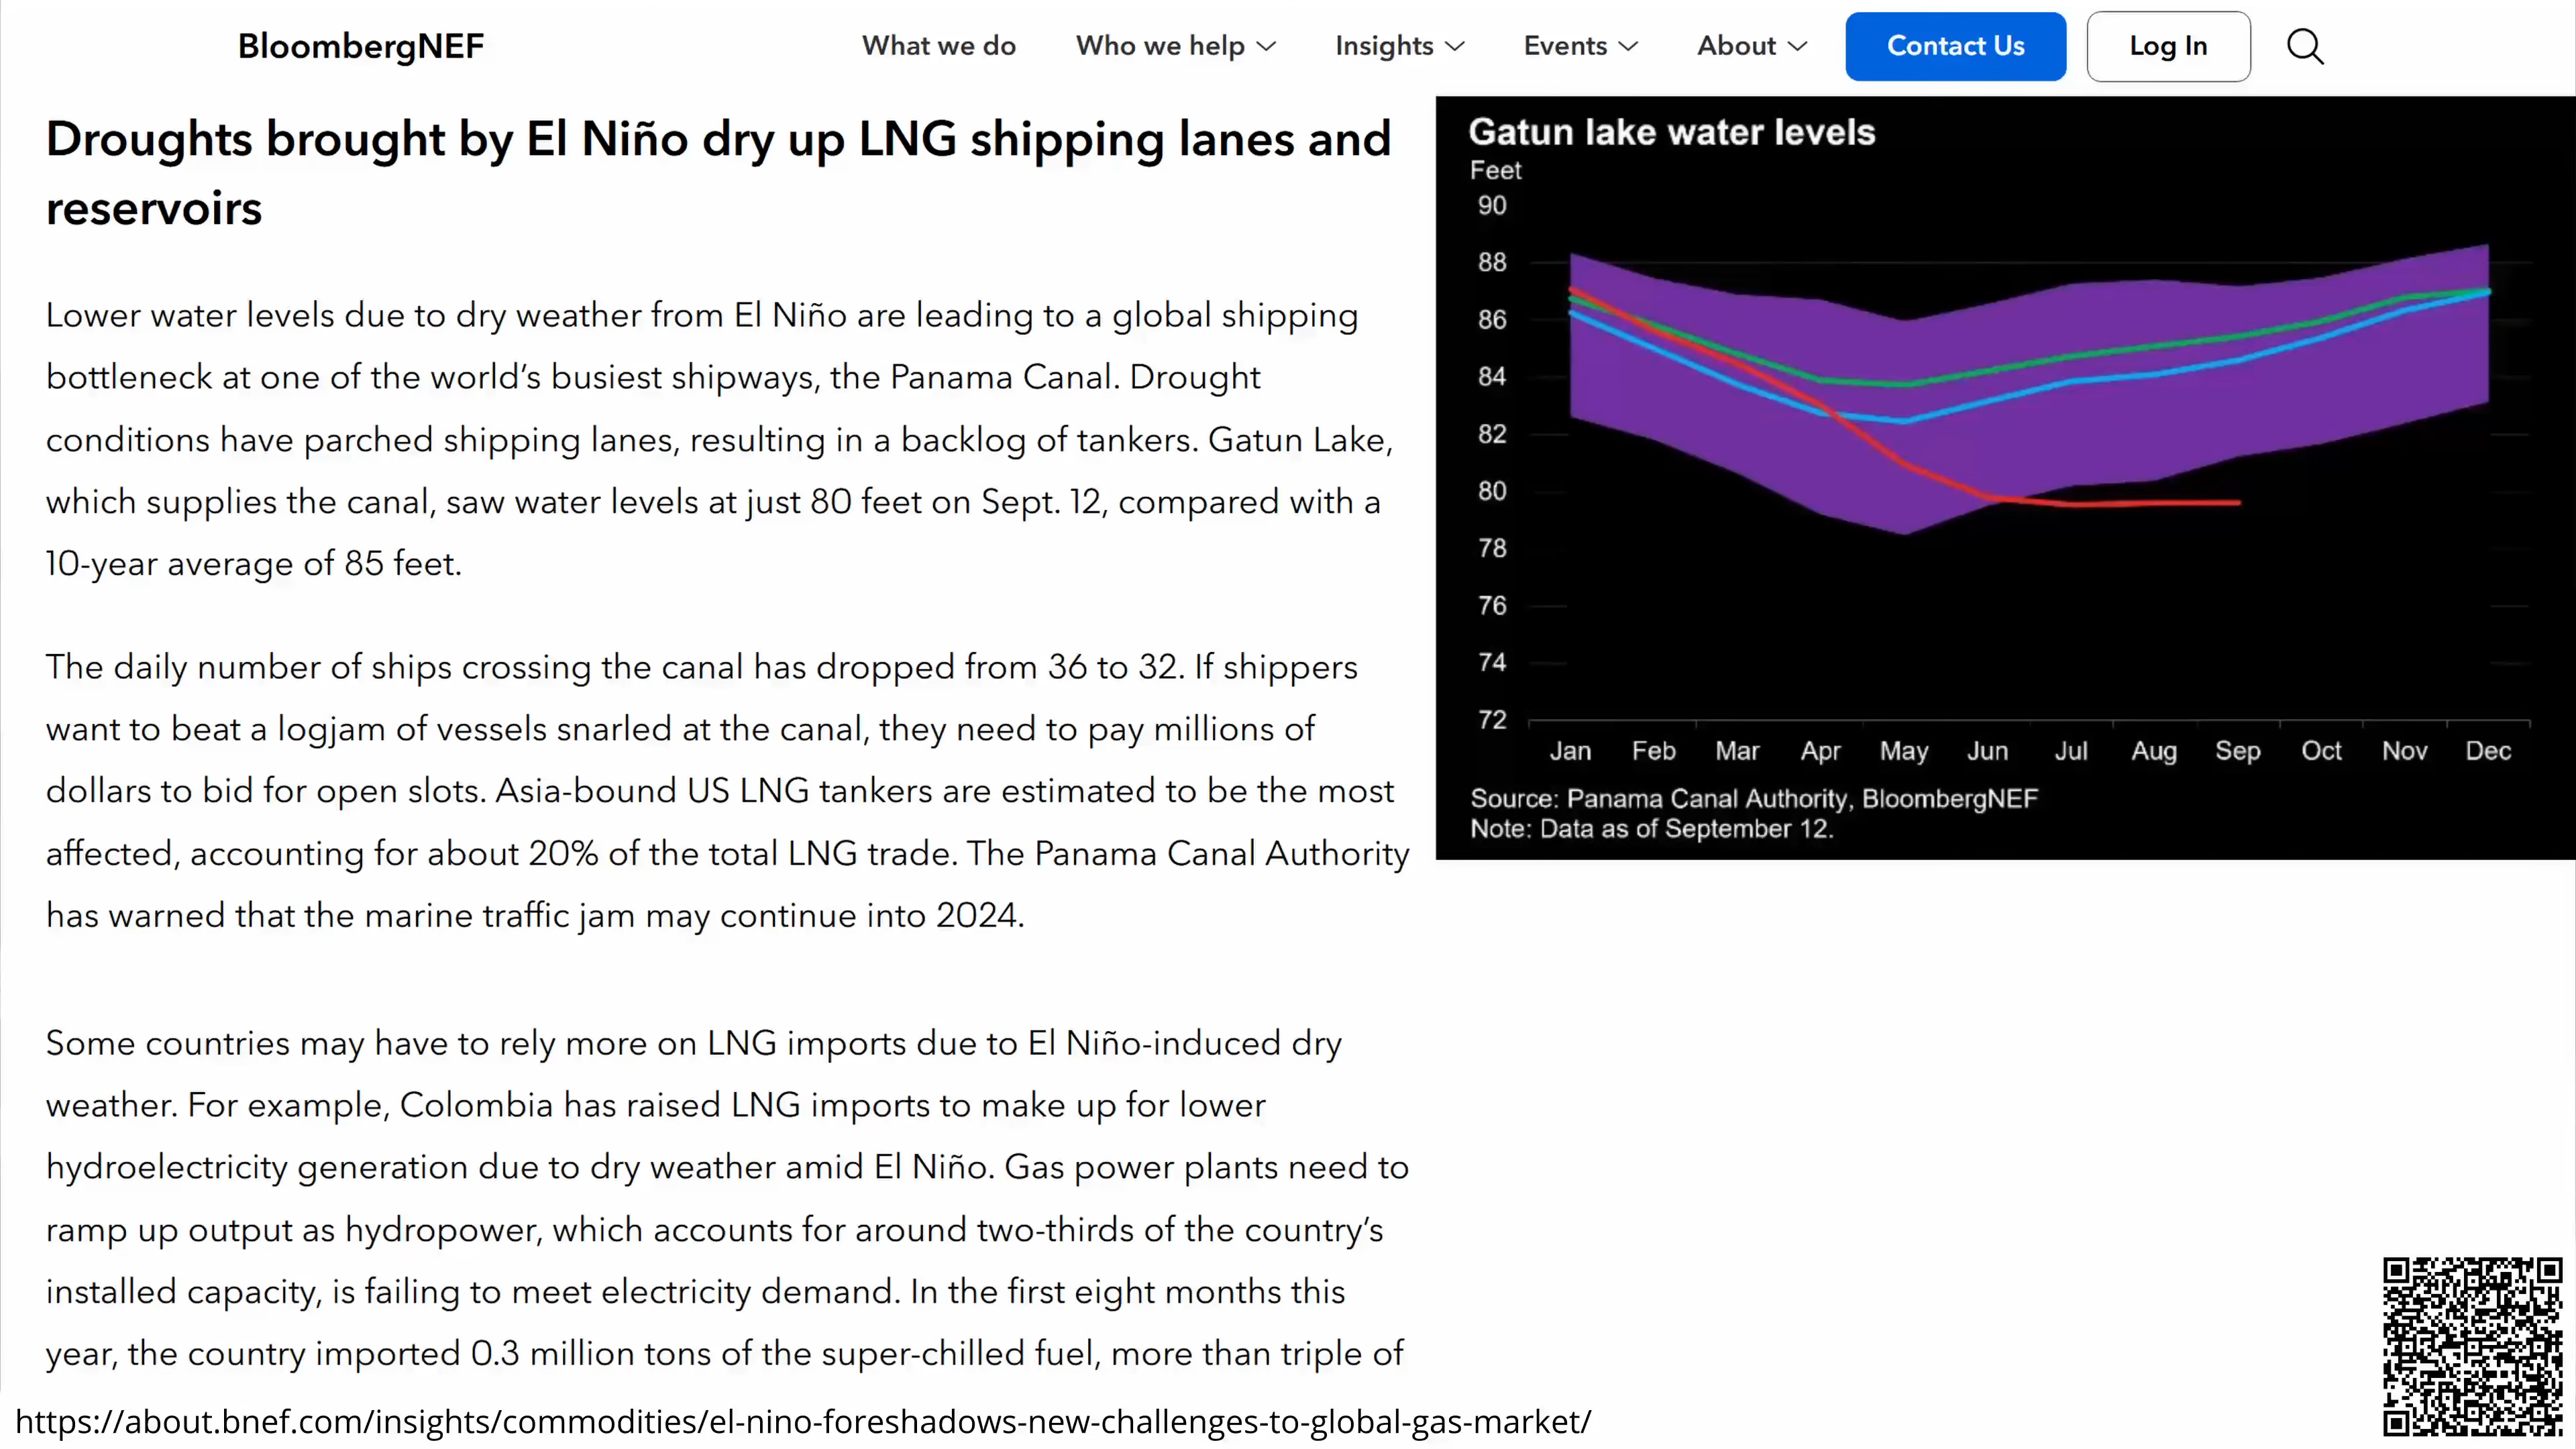 BloombergNEF
What we do
Who we help
Insights
Events
About
Contact Us
Log In
Droughts brought by El Niño dry up LNG shipping lanes and
reservoirs
Lower water levels due to dry weather from El Niño are leading to a global shipping
bottleneck at one of the world’s busiest shipways, the Panama Canal. Drought
conditions have parched shipping lanes, resulting in a backlog of tankers. Gatun Lake,
which supplies the canal, saw water levels at just 80 feet on Sept. 12, compared with a
10-year average of 85 feet.
The daily number of ships crossing the canal has dropped from 36 to 32. If shippers
want to beat a logjam of vessels snarled at the canal, they need to pay millions of
dollars to bid for open slots. Asia-bound US LNG tankers are estimated to be the most
affected, accounting for about 20% of the total LNG trade. The Panama Canal Authority
has warned that the marine traffic jam may continue into 2024.
Some countries may have to rely more on LNG imports due to El Niño-induced dry
weather. For example, Colombia has raised LNG imports to make up for lower
hydroelectricity generation due to dry weather amid El Niño. Gas power plants need to
ramp up output as hydropower, which accounts for around two-thirds of the country’s
installed capacity, is failing to meet electricity demand. In the first eight months this
year, the country imported 0.3 million tons of the super-chilled fuel, more than triple of
Gatun lake water levels
Feet
90
88
86
84
82
80
78
76
74
72
Jan Feb Mar Apr May Jun Jul Aug Sep Oct Nov Dec
Source: Panama Canal Authority, BloombergNEF
Note: Data as of September 12.
https://about.bnef.com/insights/commodities/el-nino-foreshadows-new-challenges-to-global-gas-market/